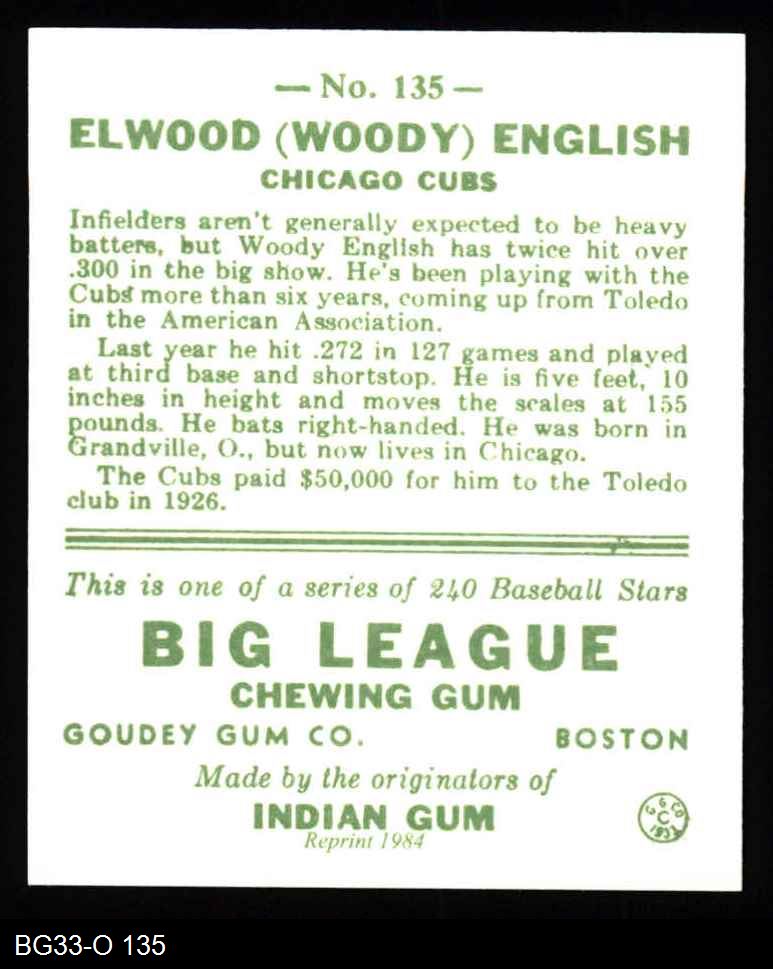 — No. 135 —
ELWOOD (WOODY) ENGLISH
CHICAGO CUBS
Infielders aren't generally expected to be heavy
batters, but Woody English has twice hit over
.300 in the big show. He's been playing with the
Cubs more than six years, coming up from Toledo
in the American Association.
Last year he hit .272 in 127 games and played
at third base and shortstop. He is five feet, 10
inches in height and moves the scales at 155
pounds. He bats right-handed. He was born in
Grandville, O., but now lives in Chicago.
The Cubs paid $50,000 for him to the Toledo
club in 1926.
This is one of a series of 240 Baseball Stars
BIG LEAGUE
CHEWING GUM
GOUDEY GUM CO. BOSTON
Made by the originators of
INDIAN GUM
Reprint 1984
G G CO
C
1933
BG33-O 135